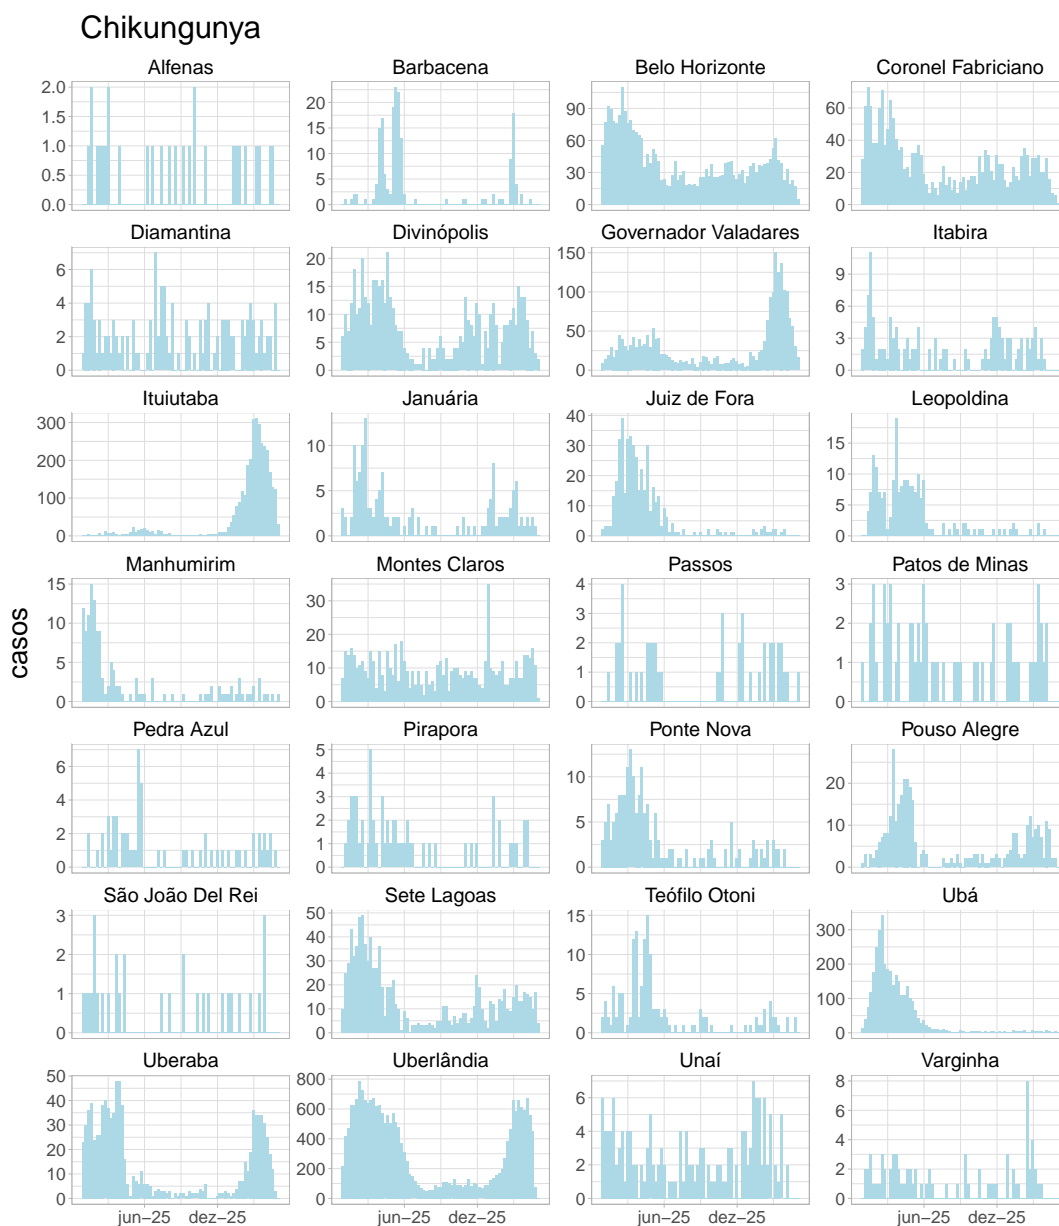 Chikungunya
Alfenas Barbacena Belo Horizonte Coronel Fabriciano
2.0 1.5 1.0 0.5 0.0
20 15 10 5 0
90 60 30 0
60 40 20 0
Diamantina Divinópolis Governador Valadares Itabira
6 4 2 0
20 15 10 5 0
150 100 50 0
9 6 3 0
Ituiutaba Januária Juiz de Fora Leopoldina
300 200 100 0
10 5 0
40 30 20 10 0
15 10 5 0
Manhumirim Montes Claros Passos Patos de Minas
15 10 5 0
30 20 10 0
4 3 2 1 0
3 2 1 0
casos
Pedra Azul Pirapora Ponte Nova Pouso Alegre
6 4 2 0
5 4 3 2 1 0
10 5 0
20 10 0
São João Del Rei Sete Lagoas Teófilo Otoni Ubá
3 2 1 0
50 40 30 20 10 0
15 10 5 0
300 200 100 0
Uberaba Uberlândia Unaí Varginha
50 40 30 20 10 0
800 600 400 200 0
6 4 2 0
8 6 4 2 0
jun−25 dez−25 jun−25 dez−25 jun−25 dez−25 jun−25 dez−25